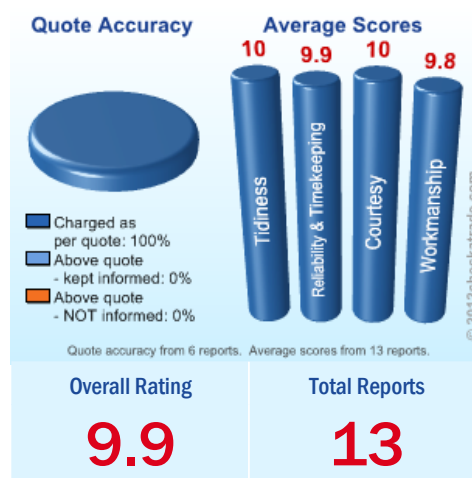 Quote Accuracy
Average Scores
10
9.9
10
9.8
Tidiness
Reliability & Timekeeping
Courtesy
Workmanship
Charged as
per quote: 100%
Above quote
- kept informed: 0%
Above quote
- NOT informed: 0%
Quote accuracy from 6 reports. Average scores from 13 reports.
Overall Rating
Total Reports
9.9
13